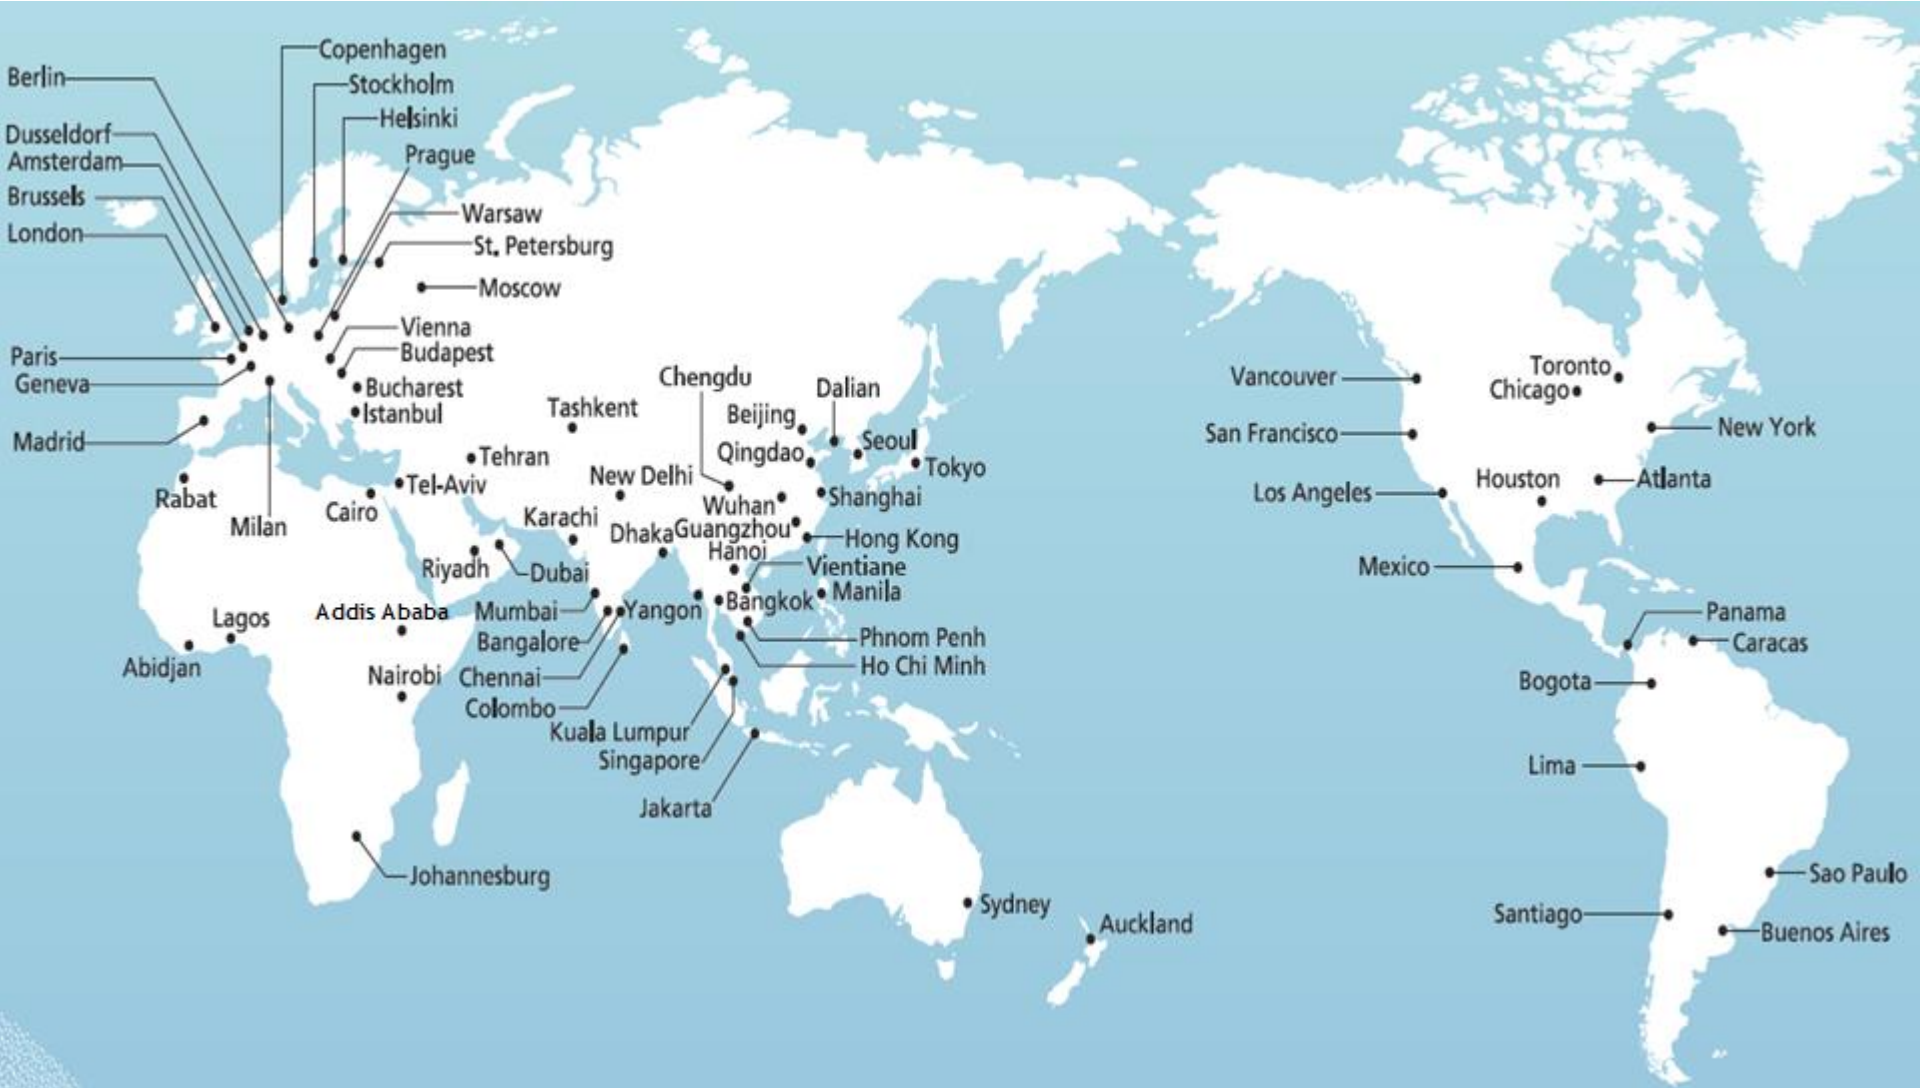 Copenhagen
Berlin
Stockholm
Helsinki
Dusseldorf
Prague
Amsterdam
Brussels
Warsaw
London
St. Petersburg
Moscow
Vienna
Paris
Budapest
Geneva
Bucharest
Istanbul
Madrid
Rabat
Milan
Cairo
Tel-Aviv
Tehran
Tashkent
Chengdu
Dalian
Beijing
Seoul
Qingdao
Tokyo
New Delhi
Wuhan
Shanghai
Karachi
Dhaka
Guangzhou
Hong Kong
Hanoi
Vientiane
Riyadh
Dubai
Manila
Mumbai
Yangon
Bangkok
Bangalore
Phnom Penh
Chennai
Ho Chi Minh
Colombo
Kuala Lumpur
Singapore
Jakarta
Lagos
Addis Ababa
Abidjan
Nairobi
Johannesburg
Sydney
Auckland
Vancouver
Toronto
Chicago
San Francisco
New York
Los Angeles
Houston
Atlanta
Mexico
Panama
Caracas
Bogota
Lima
Sao Paulo
Santiago
Buenos Aires